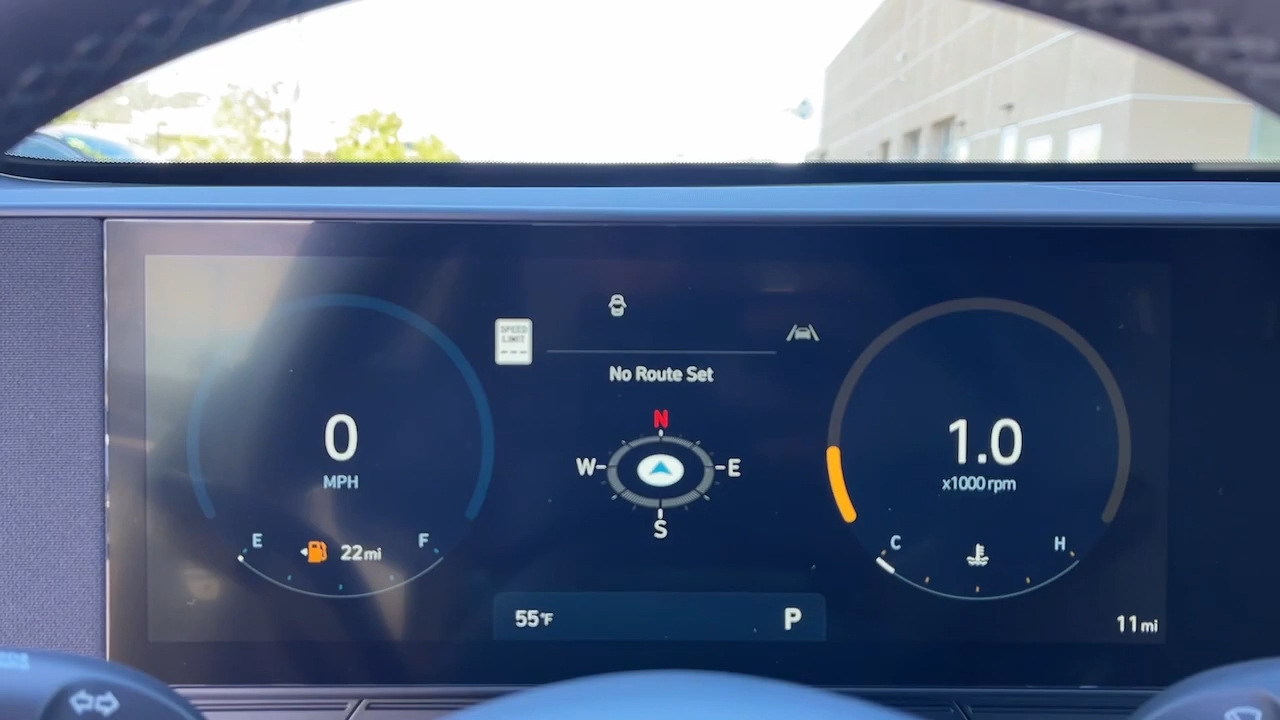 SPEED
LIMIT
---
No Route Set
N
W
E
S
0
MPH
E
22mi
F
1.0
x1000 rpm
C
H
55°F
P
11mi